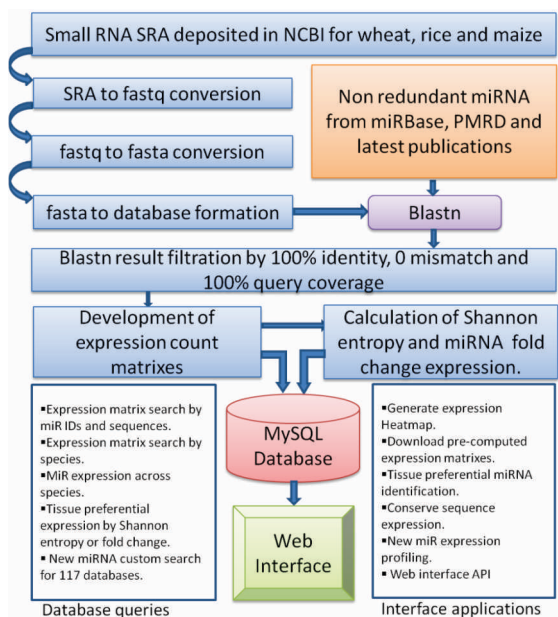 Small RNA SRA deposited in NCBI for wheat, rice and maize
SRA to fastq conversion
Non redundant miRNA
from miRBase, PMRD and
latest publications
fastq to fasta conversion
fasta to database formation
Blastn
Blastn result filtration by 100% identity, 0 mismatch and
100% query coverage
Development of
expression count
matrixes
Calculation of Shannon
entropy and miRNA fold
change expression.
▪Expression matrix search by
miR IDs and sequences.
▪Expression matrix search by
species.
▪MiR expression across
species.
▪Tissue preferential
expression by Shannon
entropy or fold change.
▪ New miRNA custom search
for 117 databases.
Database queries
MySQL
Database
Web
Interface
▪Generate expression
Heatmap.
▪Download pre-computed
expression matrixes.
▪Tissue preferential miRNA
identification.
▪Conserve sequence
expression.
▪New miR expression
profiling.
▪ Web interface API
Interface applications